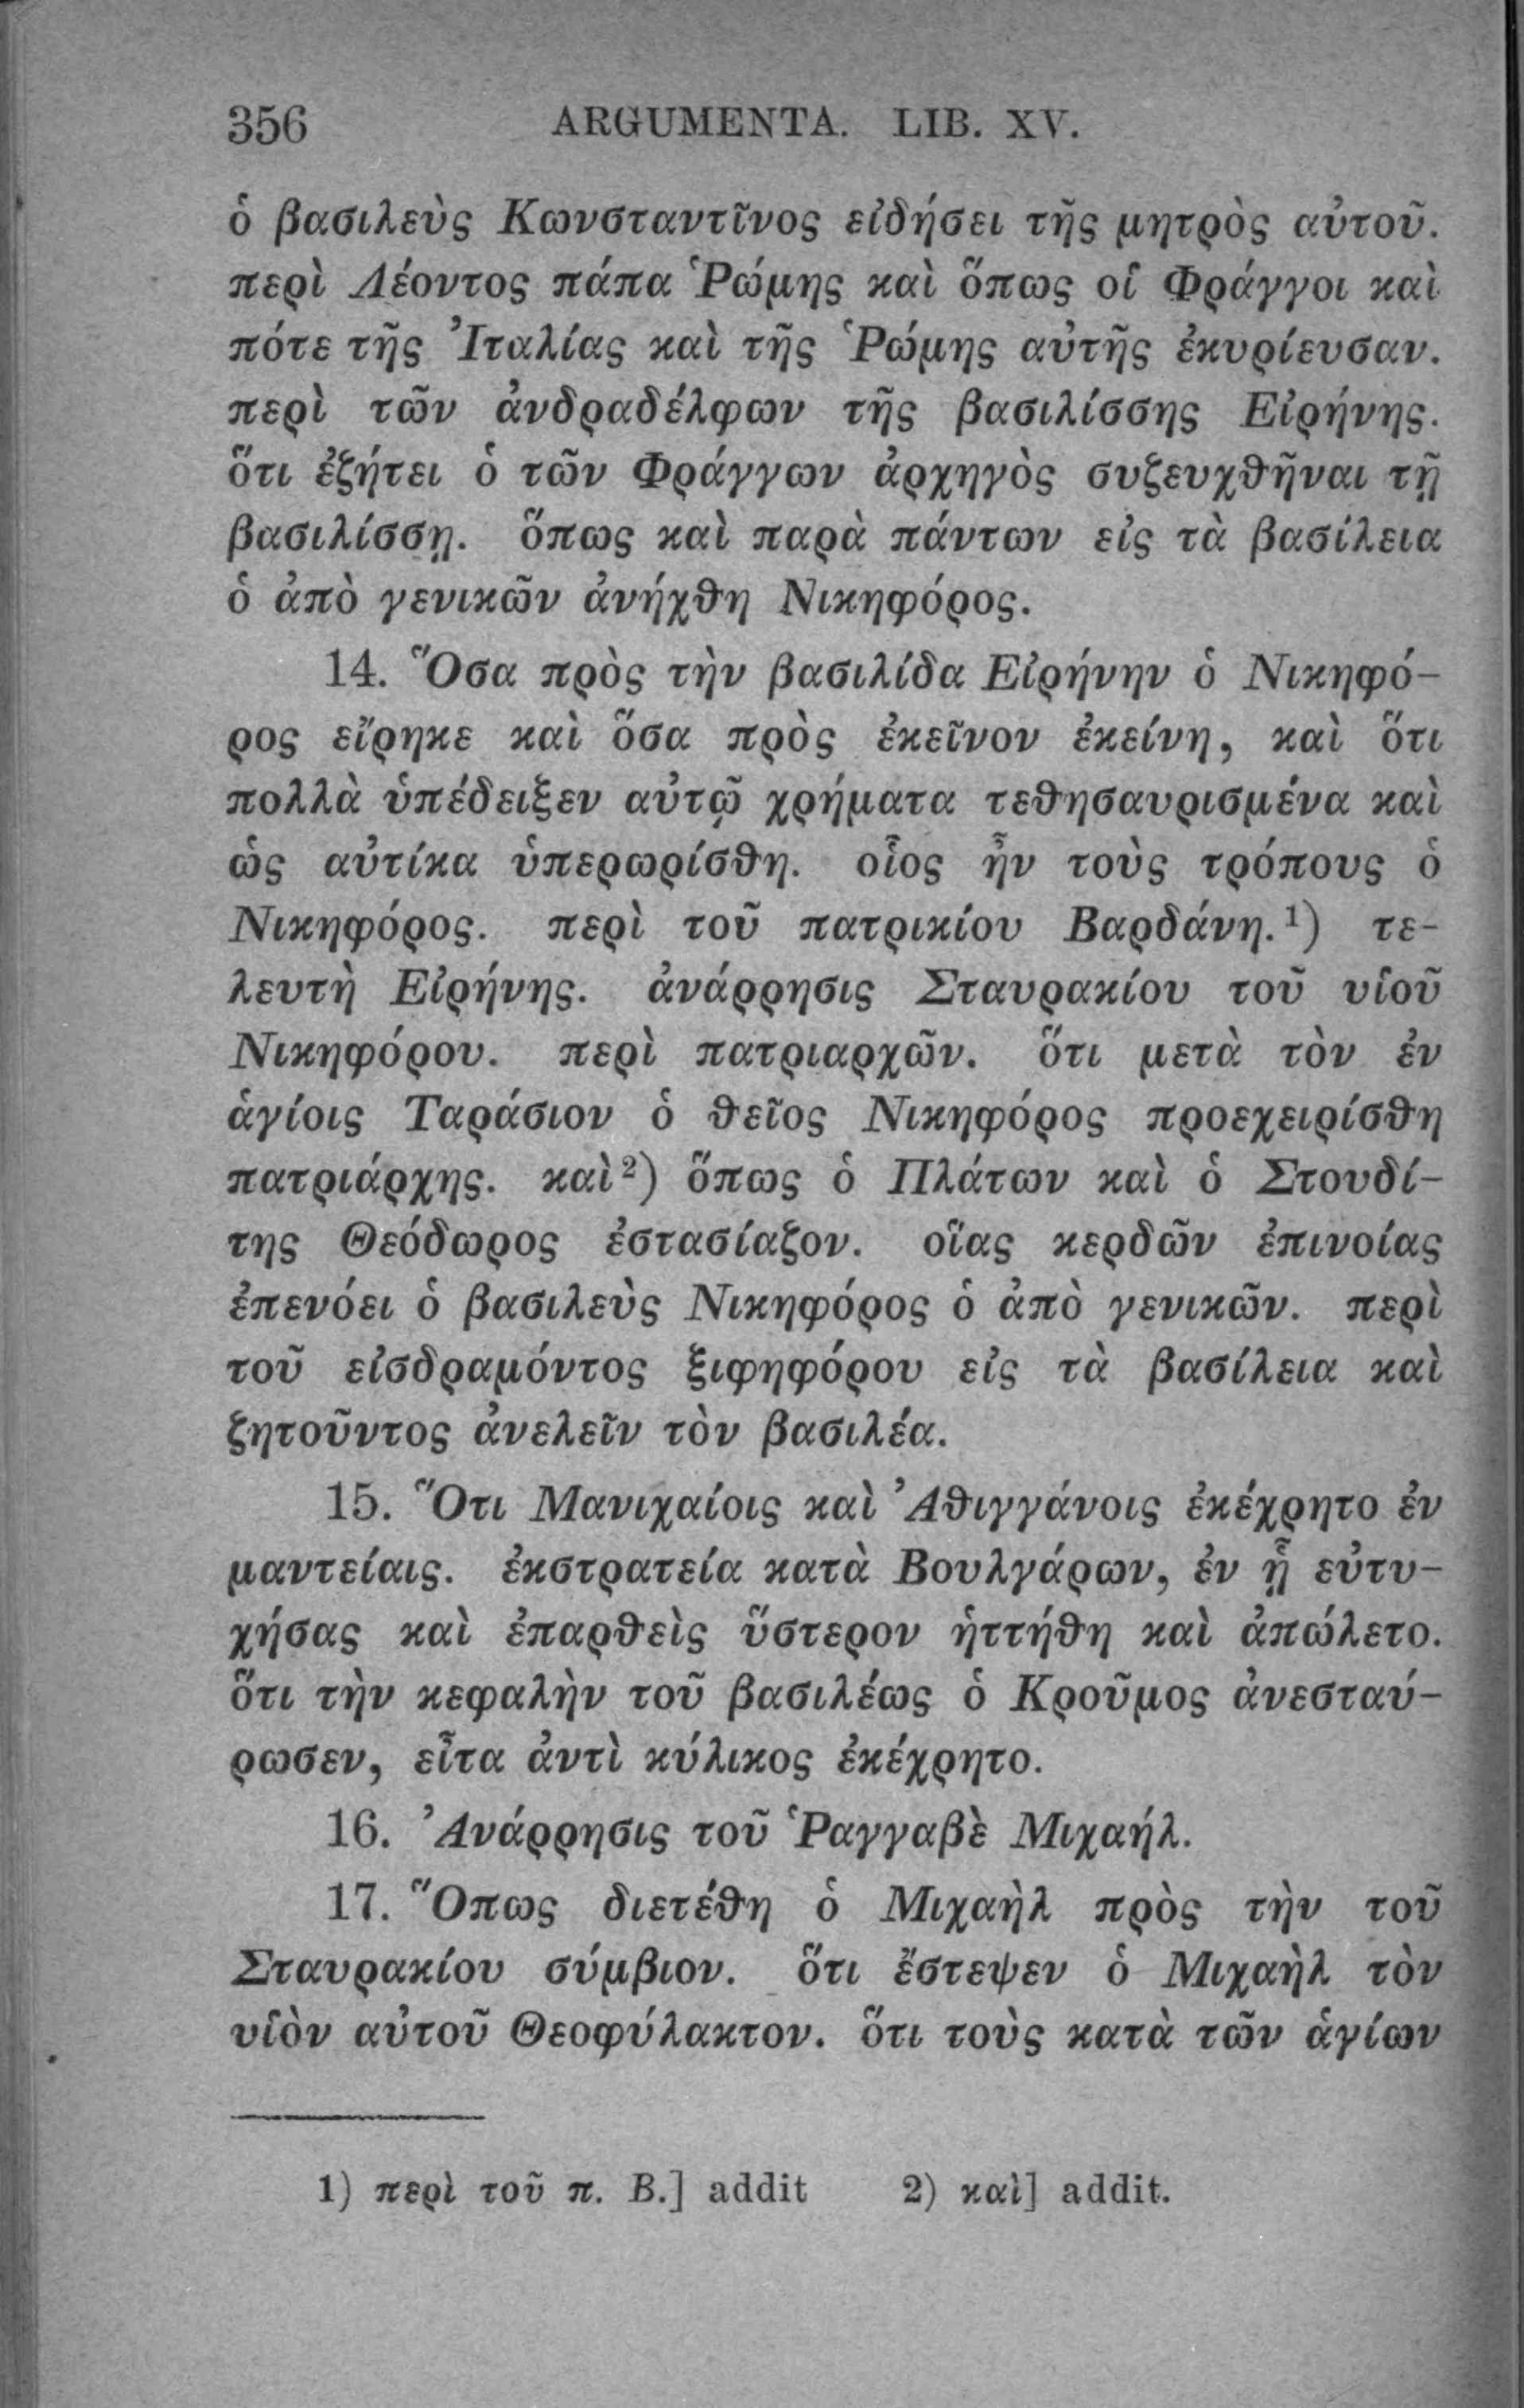 356 ARGUMENTA. LIB. XV.
ὁ βασιλεὺς Κωνσταντῖνος εἰδήσει τῆς μητρὸς αὐτοῦ.
περὶ Λέοντος πάπα Ῥώμης καὶ ὅπως οἱ Φράγγοι καὶ
πότε τῆς Ἰταλίας καὶ τῆς Ῥώμης αὐτῆς ἐκυρίευσαν.
περὶ τῶν ἀνδραδέλφων τῆς βασιλίσσης Εἰρήνης.
ὅτι ἐζήτει ὁ τῶν Φράγγων ἀρχηγὸς συζευχθῆναι τῇ
βασιλίσσῃ. ὅπως καὶ παρὰ πάντων εἰς τὰ βασίλεια
ὁ ἀπὸ γενικῶν ἀνήχθη Νικηφόρος.
14. Ὅσα πρὸς τὴν βασιλίδα Εἰρήνην ὁ Νικηφό-
ρος εἴρηκε καὶ ὅσα πρὸς ἐκεῖνον ἐκείνη, καὶ ὅτι
πολλὰ ὑπέδειξεν αὐτῷ χρήματα τεθησαυρισμένα καὶ
ὡς αὐτίκα ὑπερωρίσθη. οἷος ἦν τοὺς τρόπους ὁ
Νικηφόρος. περὶ τοῦ πατρικίου Βαρδάνη.¹) τε-
λευτὴ Εἰρήνης. ἀνάρρησις Σταυρακίου τοῦ υἱοῦ
Νικηφόρου. περὶ πατριαρχῶν. ὅτι μετὰ τὸν ἐν
ἁγίοις Ταράσιον ὁ θεῖος Νικηφόρος προεχειρίσθη
πατριάρχης. καὶ²) ὅπως ὁ Πλάτων καὶ ὁ Στουδί-
της Θεόδωρος ἐστασίαζον. οἵας κερδῶν ἐπινοίας
ἐπενόει ὁ βασιλεὺς Νικηφόρος ὁ ἀπὸ γενικῶν. περὶ
τοῦ εἰσδραμόντος ξιφηφόρου εἰς τὰ βασίλεια καὶ
ζητοῦντος ἀνελεῖν τὸν βασιλέα.
15. Ὅτι Μανιχαίοις καὶ Ἀθιγγάνοις ἐκέχρητο ἐν
μαντείαις. ἐκστρατεία κατὰ Βουλγάρων, ἐν ᾗ εὐτυ-
χήσας καὶ ἐπαρθεὶς ὕστερον ἡττήθη καὶ ἀπώλετο.
ὅτι τὴν κεφαλὴν τοῦ βασιλέως ὁ Κροῦμος ἀνεσταύ-
ρωσεν, εἶτα ἀντὶ κύλικος ἐκέχρητο.
16. Ἀνάρρησις τοῦ Ῥαγγαβὲ Μιχαήλ.
17. Ὅπως διετέθη ὁ Μιχαὴλ πρὸς τὴν τοῦ
Σταυρακίου σύμβιον. ὅτι ἔστεψεν ὁ Μιχαὴλ τὸν
υἱὸν αὐτοῦ Θεοφύλακτον. ὅτι τοὺς κατὰ τῶν ἁγίων
1) περὶ τοῦ π. Β.] addit 2) καὶ] addit.